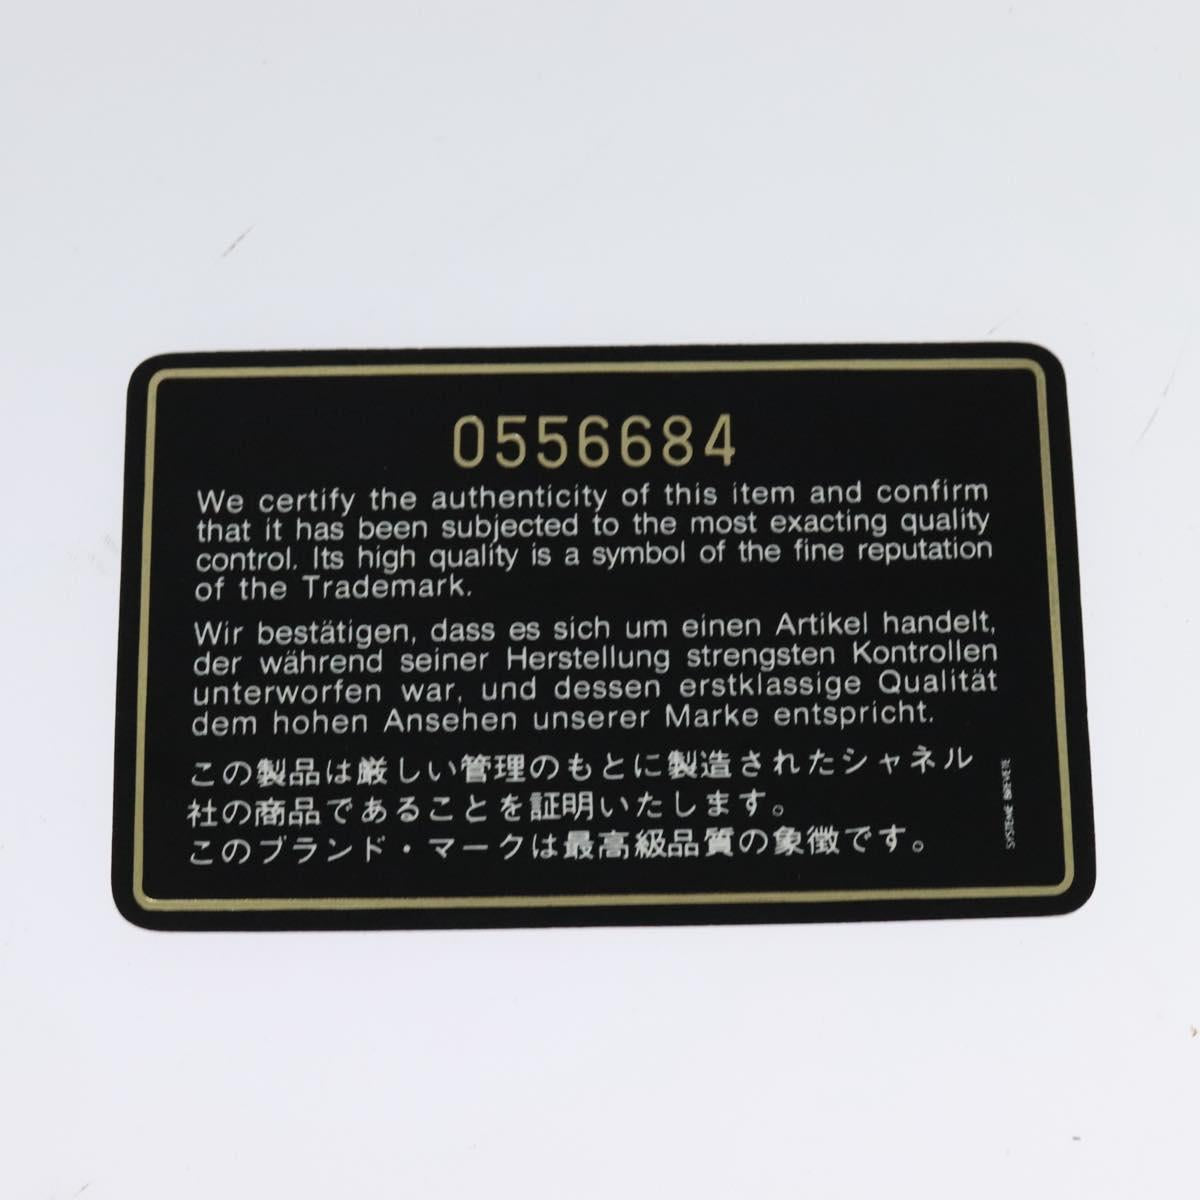 0556684
We certify the authenticity of this item and confirm
that it has been subjected to the most exacting quality
control. Its high quality is a symbol of the fine reputation
of the Trademark.
Wir bestätigen, dass es sich um einen Artikel handelt,
der während seiner Herstellung strengsten Kontrollen
unterworfen war, und dessen erstklassige Qualität
dem hohen Ansehen unserer Marke entspricht.
この製品は厳しい管理のもとに製造されたシャネル
社の商品であることを証明いたします。
このブランド・マークは最高級品質の象徴です。
SYSTEME BREVETE